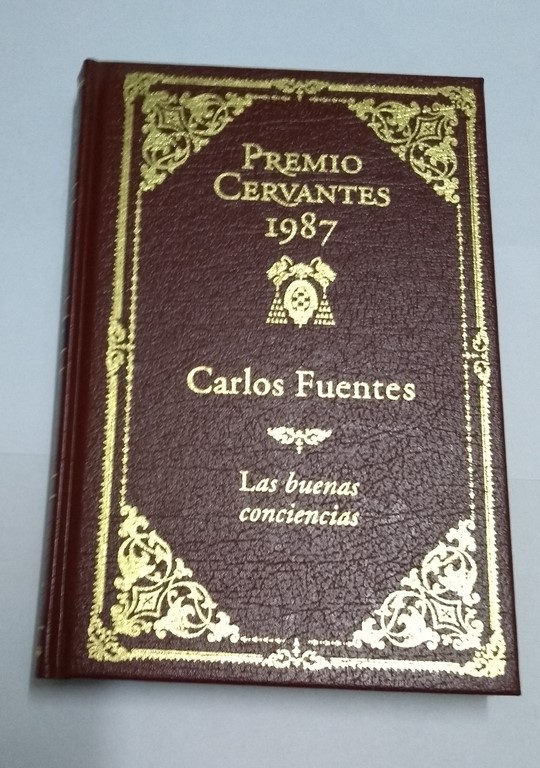 PREMIO
CERVANTES
1987
Carlos Fuentes
Las buenas
conciencias